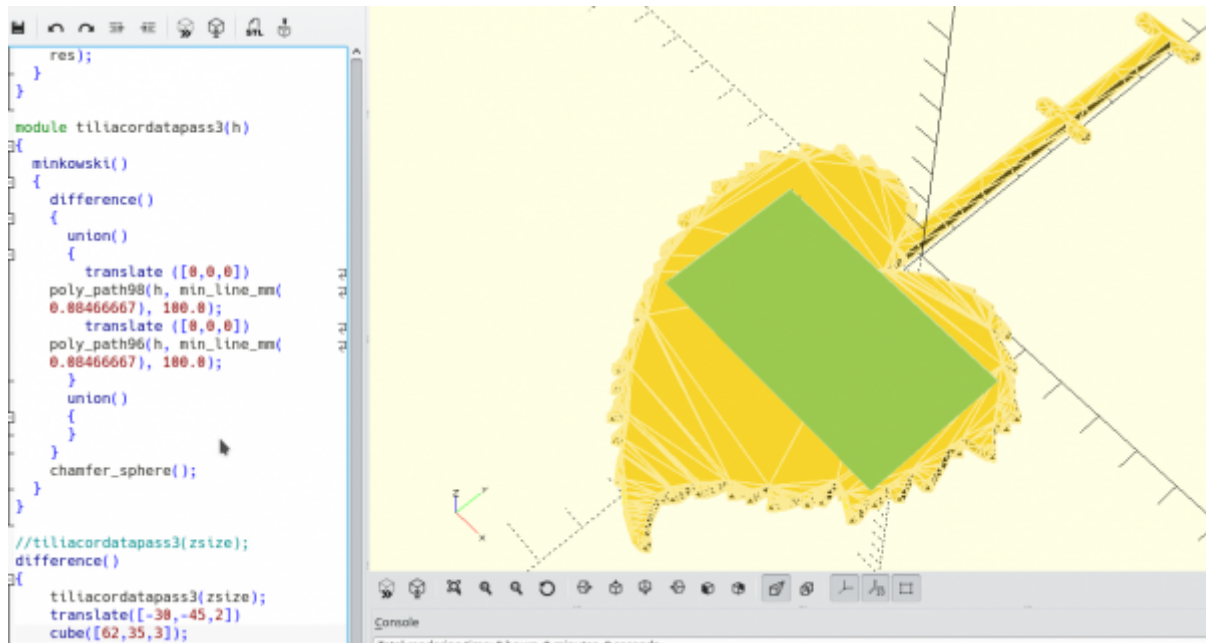 STL
res);
}
}
module tiliacordatapass3(h)
{
minkowski()
{
difference()
{
union()
{
translate ([0,0,0])
poly_path98(h, min_line_mm(
0.08466667), 100.0);
translate ([0,0,0])
poly_path96(h, min_line_mm(
0.08466667), 100.0);
}
union()
{
}
}
chamfer_sphere();
}
}
//tiliacordatapass3(zsize);
difference()
{
tiliacordatapass3(zsize);
translate([-30,-45,2])
cube([62,35,3]);
Z
Y
X
Console